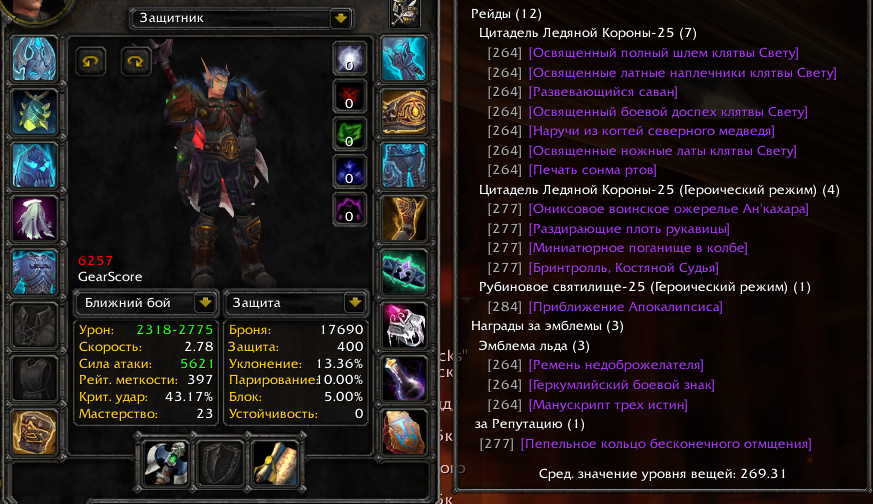 Защитник
0
0
0
0
0
6257
GearScore
Ближний бой
Защита
Урон: 2318-2775
Скорость: 2.78
Сила атаки: 5621
Рейт. меткости: 397
Крит. удар: 43.17%
Мастерство: 23
Броня: 17690
Защита: 400
Уклонение: 13.36%
Парирование: 10.00%
Блок: 5.00%
Устойчивость: 0
Рейды (12)
Цитадель Ледяной Короны-25 (7)
[264] [Освященный полный шлем клятвы Свету]
[264] [Освященные латные наплечники клятвы Свету]
[264] [Развевающийся саван]
[264] [Освященный боевой доспех клятвы Свету]
[264] [Наручи из когтей северного медведя]
[264] [Освященные ножные латы клятвы Свету]
[264] [Печать сонма ртов]
Цитадель Ледяной Короны-25 (Героический режим) (4)
[277] [Ониксовое воинское ожерелье Ан'кахара]
[277] [Раздирающие плоть рукавицы]
[277] [Миниатюрное поганище в колбе]
[277] [Бринтролль, Костяной Судья]
Рубиновое святилище-25 (Героический режим) (1)
[284] [Приближение Апокалипсиса]
Награды за эмблемы (3)
Эмблема льда (3)
[264] [Ремень недоброжелателя]
[264] [Геркумлийский боевой знак]
[264] [Манускрипт трех истин]
за Репутацию (1)
[277] [Пепельное кольцо бесконечного отмщения]
Сред. значение уровня вещей: 269.31